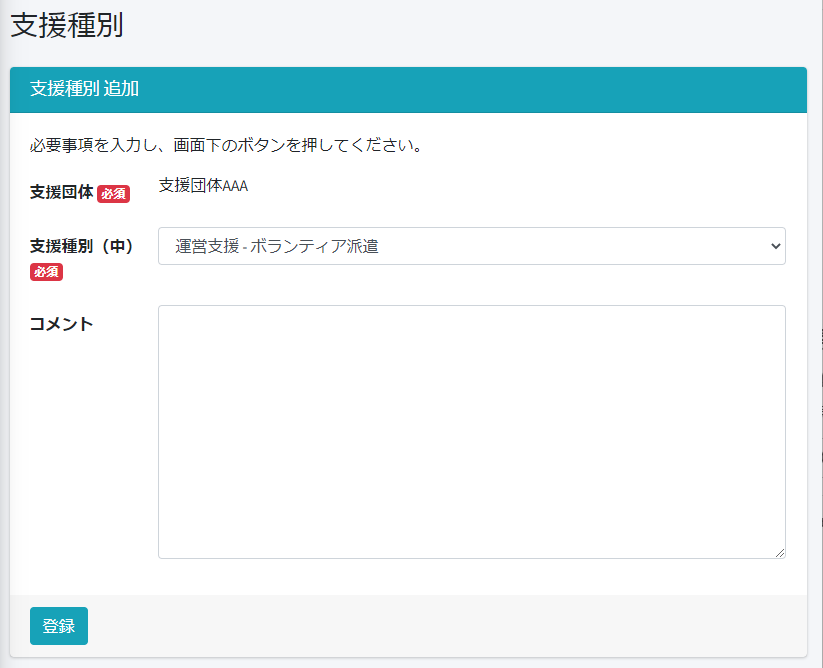 支援種別
支援種別 追加
必要事項を入力し、画面下のボタンを押してください。
支援団体 必須 支援団体AAA
支援種別（中） 運営支援 - ボランティア派遣
必須
コメント
登録